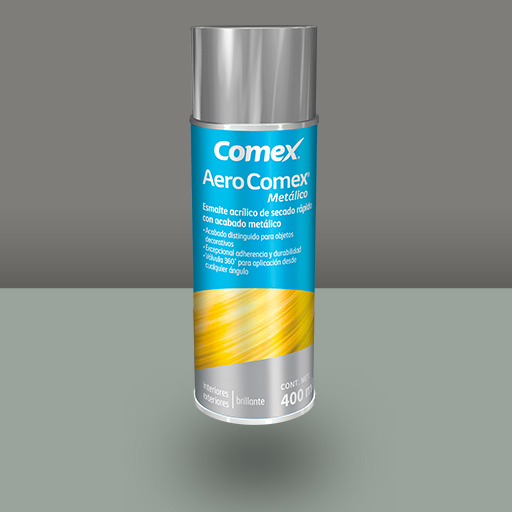 Comex
AeroComex®
Metálico
Esmalte acrílico de secado rápido
con acabado metálico
• Acabado distinguido para objetos
decorativos
• Excepcional adherencia y durabilidad
• Válvula 360° para aplicación desde
cualquier ángulo
interiores
exteriores
brillante
CONT. NET.
400 m